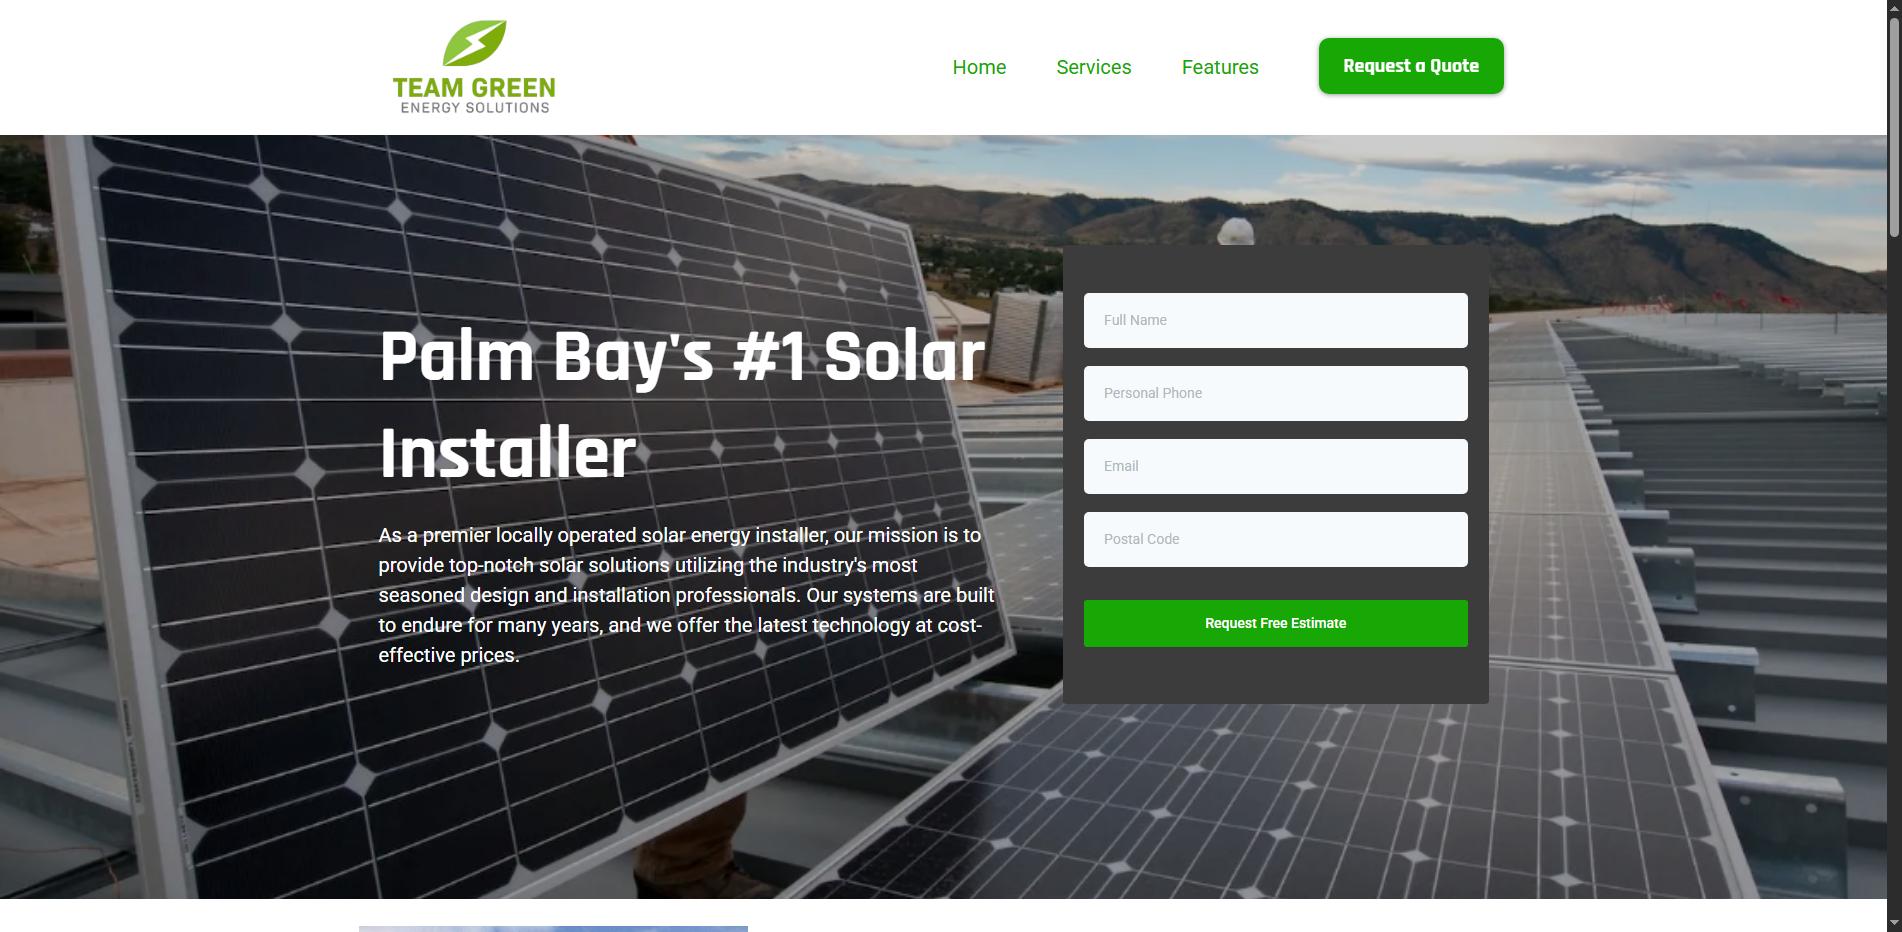 TEAM GREEN
ENERGY SOLUTIONS
Home
Services
Features
Request a Quote
Palm Bay's #1 Solar
Installer
As a premier locally operated solar energy installer, our mission is to
provide top-notch solar solutions utilizing the industry's most
seasoned design and installation professionals. Our systems are built
to endure for many years, and we offer the latest technology at cost-
effective prices.
Full Name
Personal Phone
Email
Postal Code
Request Free Estimate